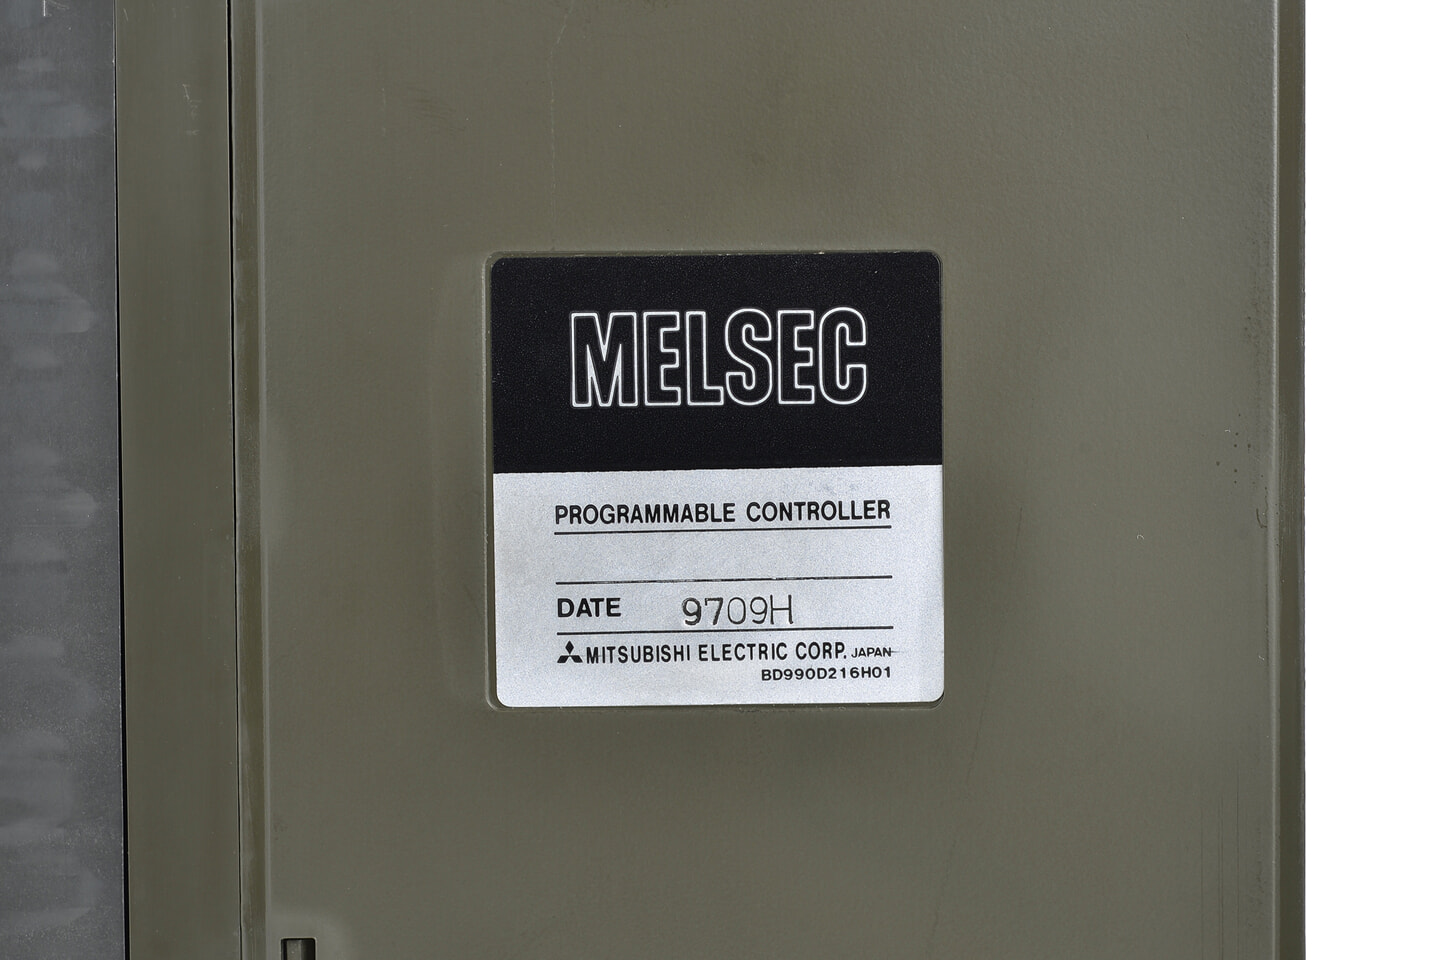 MELSEC
PROGRAMMABLE CONTROLLER
DATE 9709H
MITSUBISHI ELECTRIC CORP. JAPAN
BD990D216H01